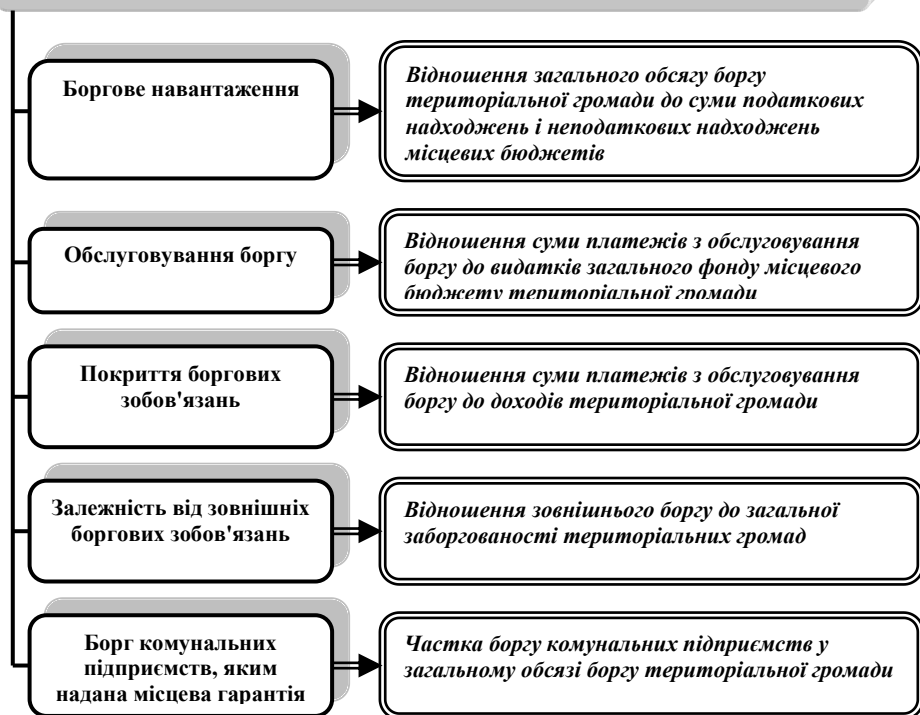 Боргове навантаження
Відношення загального обсягу боргу
територіальної громади до суми податкових
надходжень і неподаткових надходжень
місцевих бюджетів
Обслуговування боргу
Відношення суми платежів з обслуговування
боргу до видатків загального фонду місцевого
бюджету територіальної громади
Покриття боргових
зобов'язань
Відношення суми платежів з обслуговування
боргу до доходів територіальної громади
Залежність від зовнішніх
боргових зобов'язань
Відношення зовнішнього боргу до загальної
заборгованості територіальних громад
Борг комунальних
підприємств, яким
надана місцева гарантія
Частка боргу комунальних підприємств у
загальному обсязі боргу територіальної громади